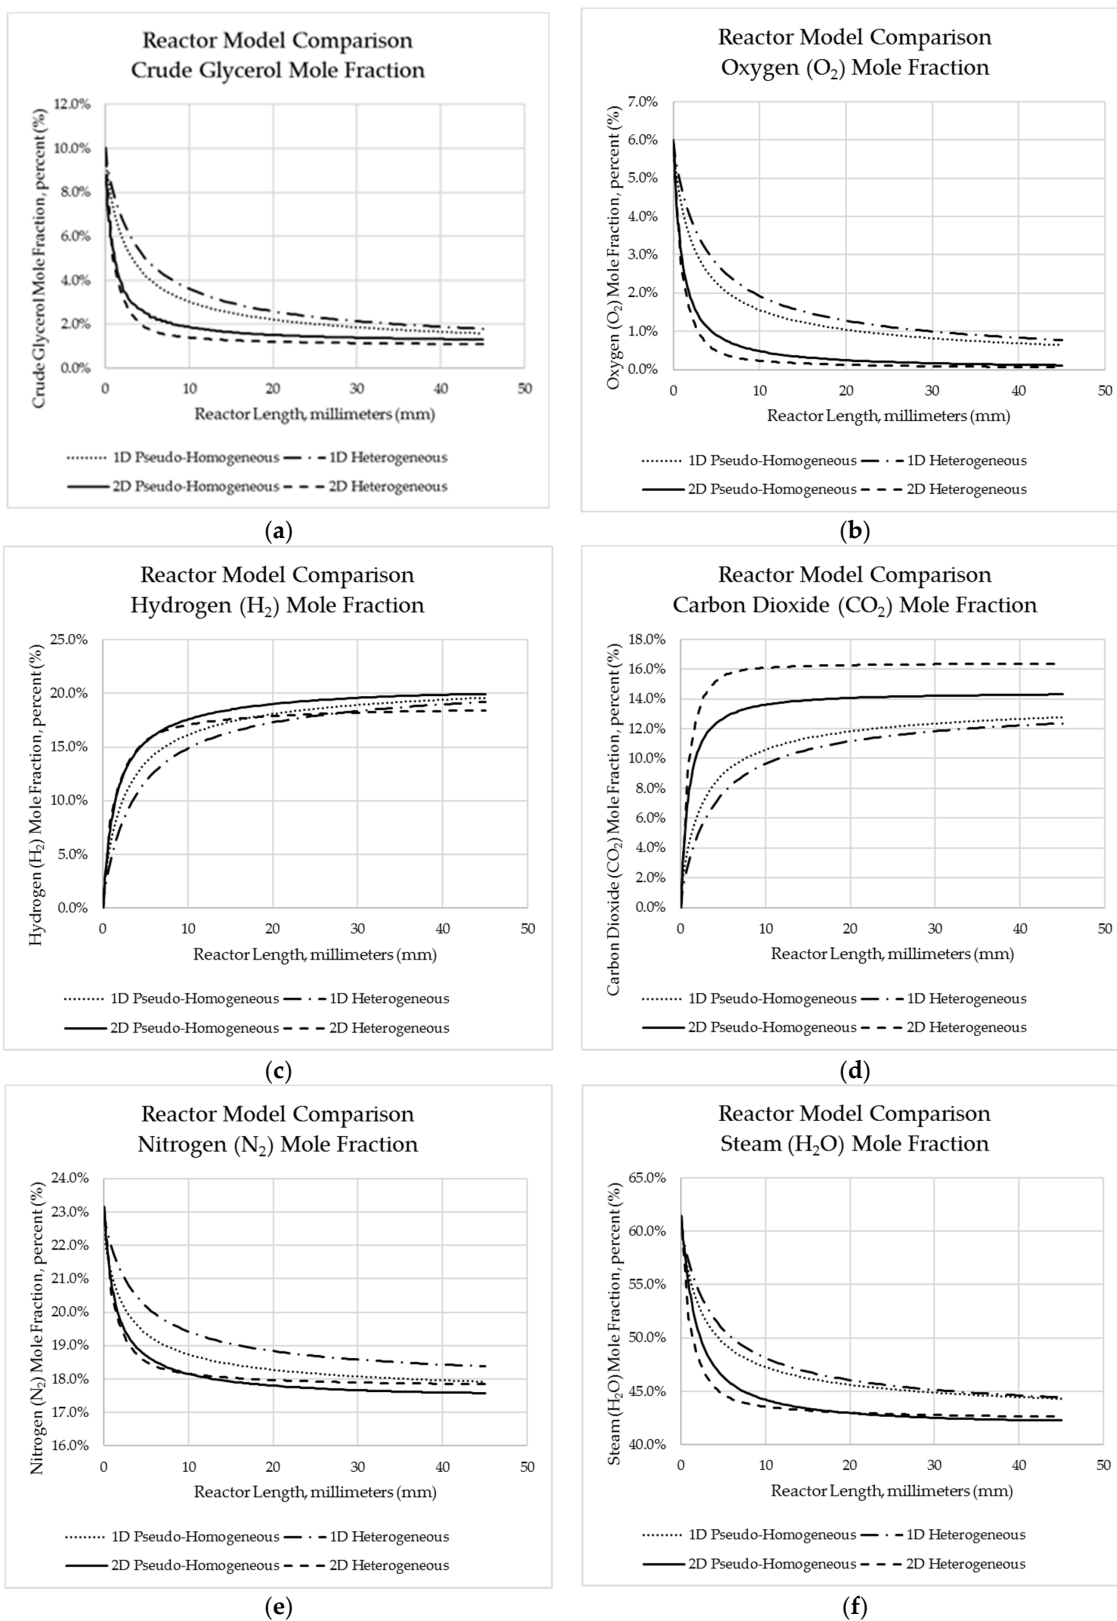 Reactor Model Comparison
Crude Glycerol Mole Fraction
Crude Glycerol Mole Fraction, percent (%)
12.0%
10.0%
8.0%
6.0%
4.0%
2.0%
0.0%
0 10 20 30 40 50
Reactor Length, millimeters (mm)
1D Pseudo-Homogeneous 1D Heterogeneous
2D Pseudo-Homogeneous 2D Heterogeneous
(a)
Reactor Model Comparison
Oxygen (O₂) Mole Fraction
Oxygen (O₂) Mole Fraction, percent (%)
7.0%
6.0%
5.0%
4.0%
3.0%
2.0%
1.0%
0.0%
0 10 20 30 40 50
Reactor Length, millimeters (mm)
1D Pseudo-Homogeneous 1D Heterogeneous
2D Pseudo-Homogeneous 2D Heterogeneous
(b)
Reactor Model Comparison
Hydrogen (H₂) Mole Fraction
Hydrogen (H₂) Mole Fraction, percent (%)
25.0%
20.0%
15.0%
10.0%
5.0%
0.0%
0 10 20 30 40 50
Reactor Length, millimeters (mm)
1D Pseudo-Homogeneous 1D Heterogeneous
2D Pseudo-Homogeneous 2D Heterogeneous
(c)
Reactor Model Comparison
Carbon Dioxide (CO₂) Mole Fraction
Carbon Dioxide (CO₂) Mole Fraction, percent (%)
18.0%
16.0%
14.0%
12.0%
10.0%
8.0%
6.0%
4.0%
2.0%
0.0%
0 10 20 30 40 50
Reactor Length, millimeters (mm)
1D Pseudo-Homogeneous 1D Heterogeneous
2D Pseudo-Homogeneous 2D Heterogeneous
(d)
Reactor Model Comparison
Nitrogen (N₂) Mole Fraction
Nitrogen (N₂) Mole Fraction, percent (%)
24.0%
23.0%
22.0%
21.0%
20.0%
19.0%
18.0%
17.0%
16.0%
0 10 20 30 40 50
Reactor Length, millimeters (mm)
1D Pseudo-Homogeneous 1D Heterogeneous
2D Pseudo-Homogeneous 2D Heterogeneous
(e)
Reactor Model Comparison
Steam (H₂O) Mole Fraction
Steam (H₂O) Mole Fraction, percent (%)
65.0%
60.0%
55.0%
50.0%
45.0%
40.0%
0 10 20 30 40 50
Reactor Length, millimeters (mm)
1D Pseudo-Homogeneous 1D Heterogeneous
2D Pseudo-Homogeneous 2D Heterogeneous
(f)